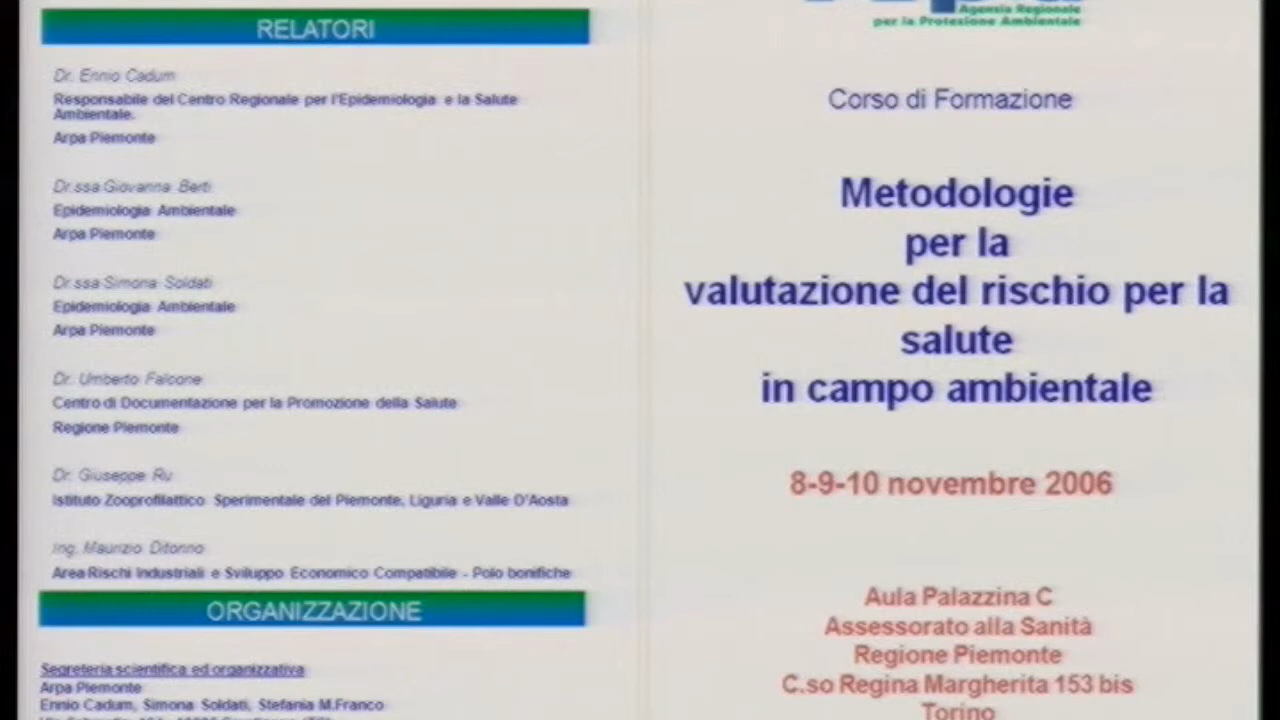 RELATORI
Dr. Ennio Cadum
Responsabile del Centro Regionale per l'Epidemiologia e la Salute
Ambientale.
Arpa Piemonte
Dr.ssa Giovanna Berti
Epidemiologia Ambientale
Arpa Piemonte
Dr.ssa Simona Soldati
Epidemiologia Ambientale
Arpa Piemonte
Dr. Umberto Falcone
Centro di Documentazione per la Promozione della Salute
Regione Piemonte
Dr. Giuseppe Ru
Istituto Zooprofilattico Sperimentale del Piemonte, Liguria e Valle D'Aosta
Ing. Maurizio Ditonno
Area Rischi Industriali e Sviluppo Economico Compatibile - Polo bonifiche
ORGANIZZAZIONE
Segreteria scientifica ed organizzativa
Arpa Piemonte
Ennio Cadum, Simona Soldati, Stefania M.Franco
Agenzia Regionale
per la Protezione Ambientale
Corso di Formazione
Metodologie
per la
valutazione del rischio per la
salute
in campo ambientale
8-9-10 novembre 2006
Aula Palazzina C
Assessorato alla Sanità
Regione Piemonte
C.so Regina Margherita 153 bis
Torino